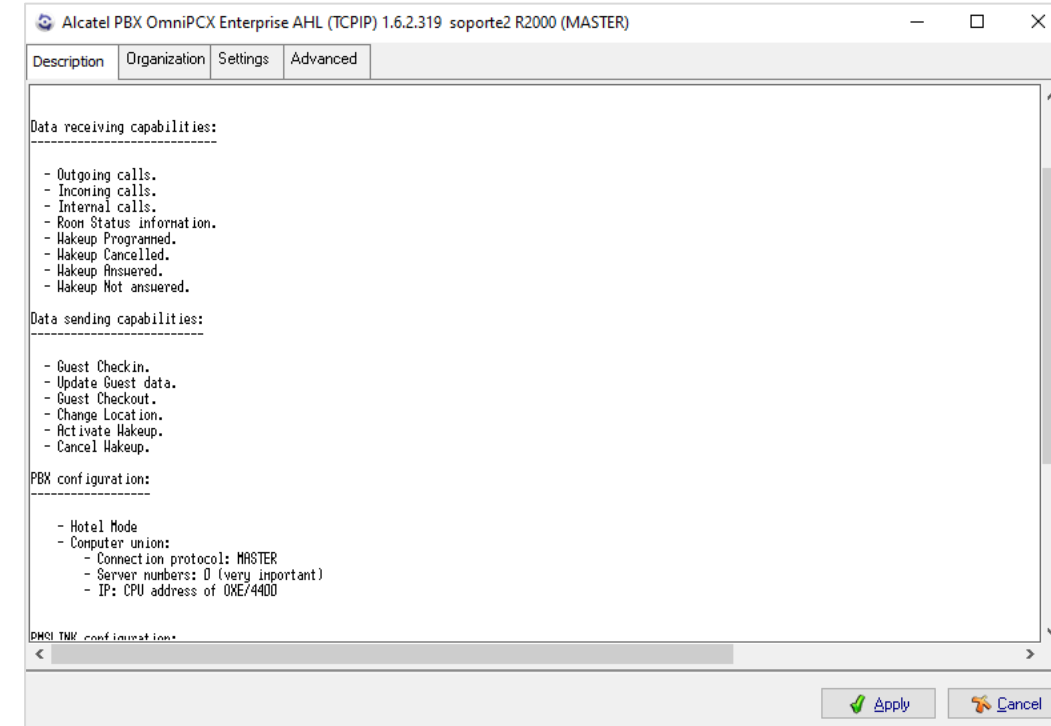 Alcatel PBX OmniPCX Enterprise AHL (TCPIP) 1.6.2.319 soporte2 R2000 (MASTER)
Description Organization Settings Advanced
Data receiving capabilities:
----------------------------
- Outgoing calls.
- Incoming calls.
- Internal calls.
- Room Status information.
- Wakeup Programmed.
- Wakeup Cancelled.
- Wakeup Answered.
- Wakeup Not answered.
Data sending capabilities:
--------------------------
- Guest Checkin.
- Update Guest data.
- Guest Checkout.
- Change Location.
- Activate Wakeup.
- Cancel Wakeup.
PBX configuration:
------------------
- Hotel Mode
- Computer union:
- Connection protocol: MASTER
- Server numbers: 0 (very important)
- IP: CPU address of OXE/4400
PMSLINK configuration:
Apply Cancel